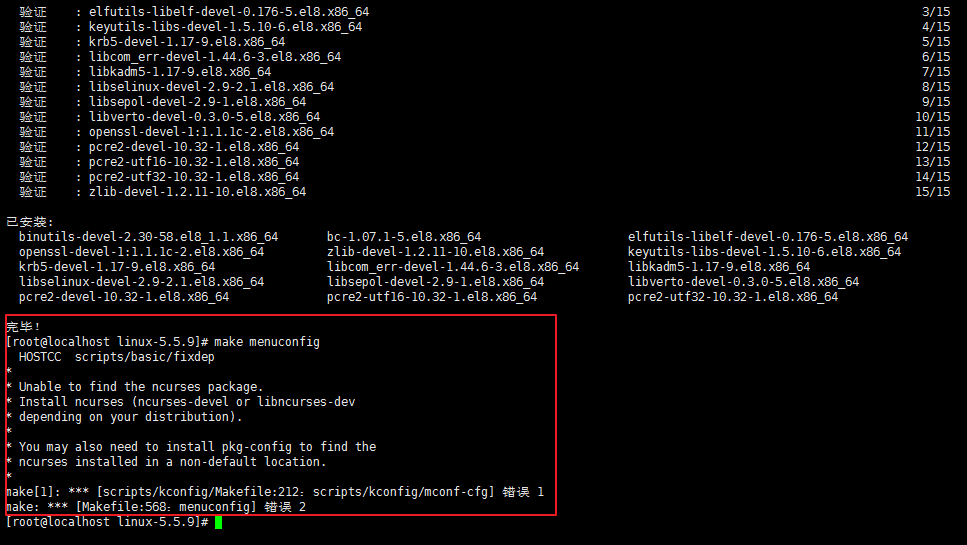 验证 : elfutils-libelf-devel-0.176-5.el8.x86_64 3/15
验证 : keyutils-libs-devel-1.5.10-6.el8.x86_64 4/15
验证 : krb5-devel-1.17-9.el8.x86_64 5/15
验证 : libcom_err-devel-1.44.6-3.el8.x86_64 6/15
验证 : libkadm5-1.17-9.el8.x86_64 7/15
验证 : libselinux-devel-2.9-2.1.el8.x86_64 8/15
验证 : libsepol-devel-2.9-1.el8.x86_64 9/15
验证 : libverto-devel-0.3.0-5.el8.x86_64 10/15
验证 : openssl-devel-1:1.1.1c-2.el8.x86_64 11/15
验证 : pcre2-devel-10.32-1.el8.x86_64 12/15
验证 : pcre2-utf16-10.32-1.el8.x86_64 13/15
验证 : pcre2-utf32-10.32-1.el8.x86_64 14/15
验证 : zlib-devel-1.2.11-10.el8.x86_64 15/15
已安装:
binutils-devel-2.30-58.el8_1.1.x86_64 bc-1.07.1-5.el8.x86_64 elfutils-libelf-devel-0.176-5.el8.x86_64
openssl-devel-1:1.1.1c-2.el8.x86_64 zlib-devel-1.2.11-10.el8.x86_64 keyutils-libs-devel-1.5.10-6.el8.x86_64
krb5-devel-1.17-9.el8.x86_64 libcom_err-devel-1.44.6-3.el8.x86_64 libkadm5-1.17-9.el8.x86_64
libselinux-devel-2.9-2.1.el8.x86_64 libsepol-devel-2.9-1.el8.x86_64 libverto-devel-0.3.0-5.el8.x86_64
pcre2-devel-10.32-1.el8.x86_64 pcre2-utf16-10.32-1.el8.x86_64 pcre2-utf32-10.32-1.el8.x86_64
完毕！
[root@localhost linux-5.5.9]# make menuconfig
HOSTCC scripts/basic/fixdep
*
* Unable to find the ncurses package.
* Install ncurses (ncurses-devel or libncurses-dev
* depending on your distribution).
*
* You may also need to install pkg-config to find the
* ncurses installed in a non-default location.
*
make[1]: *** [scripts/kconfig/Makefile:212：scripts/kconfig/mconf-cfg] 错误 1
make: *** [Makefile:568：menuconfig] 错误 2
[root@localhost linux-5.5.9]#